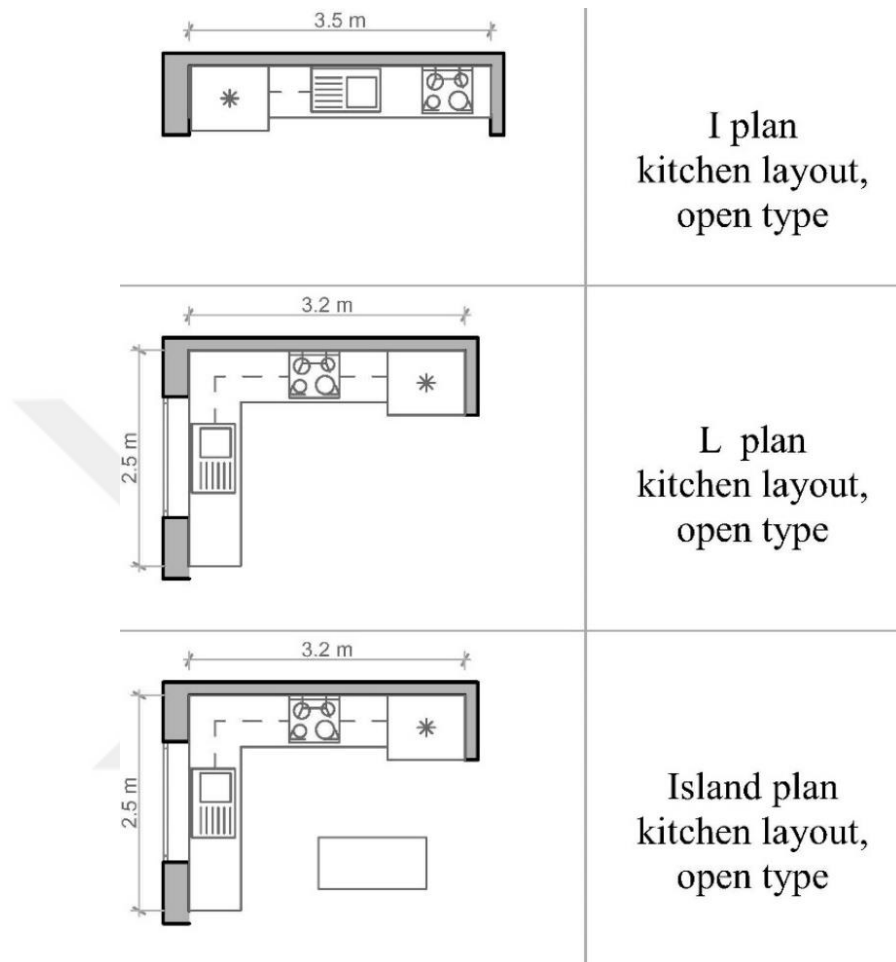 3.5 m
I plan
kitchen layout,
open type
3.2 m
2.5 m
L plan
kitchen layout,
open type
3.2 m
2.5 m
Island plan
kitchen layout,
open type